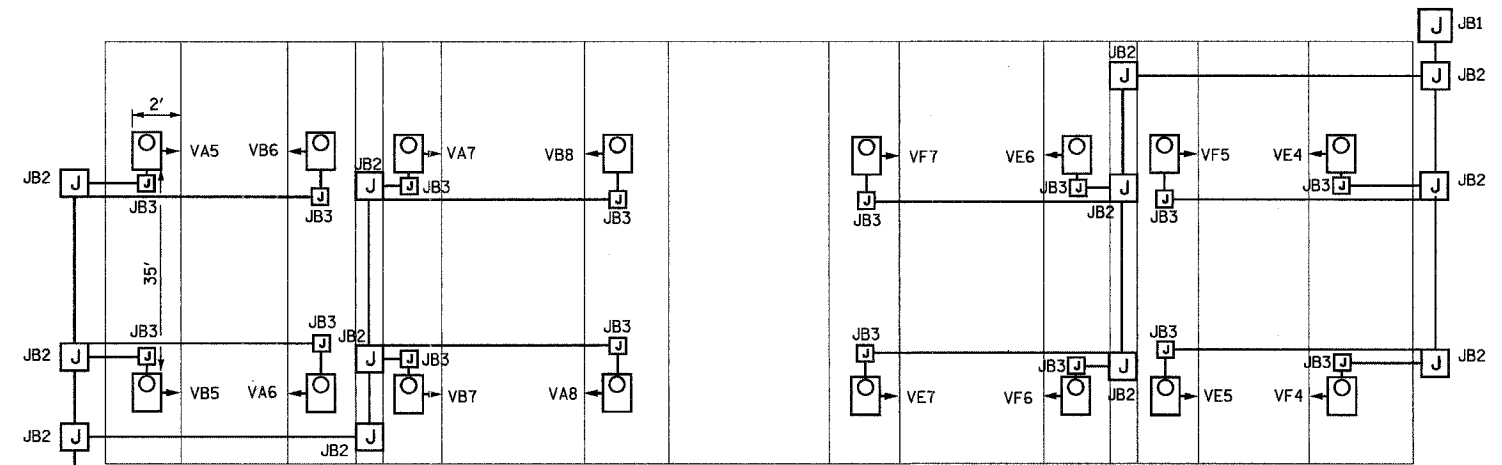 J JB1
JB2
J J JB2
2'
VA5 VB6 VA7 VB8 VF7 VE6 VF5 VE4
JB2 J J JB3 J JB3 JB2 J J JB3 J JB3 J JB3 JB3 J J JB2 J JB3 JB3 J J JB2
35'
JB2 J JB3 J JB3 J JB2 J J JB3 JB3 J JB3 J JB3 J J JB2 JB3 J JB3 J J JB2
VB5 VA6 VB7 VA8 VE7 VF6 VE5 VF4
JB2 J J JB2